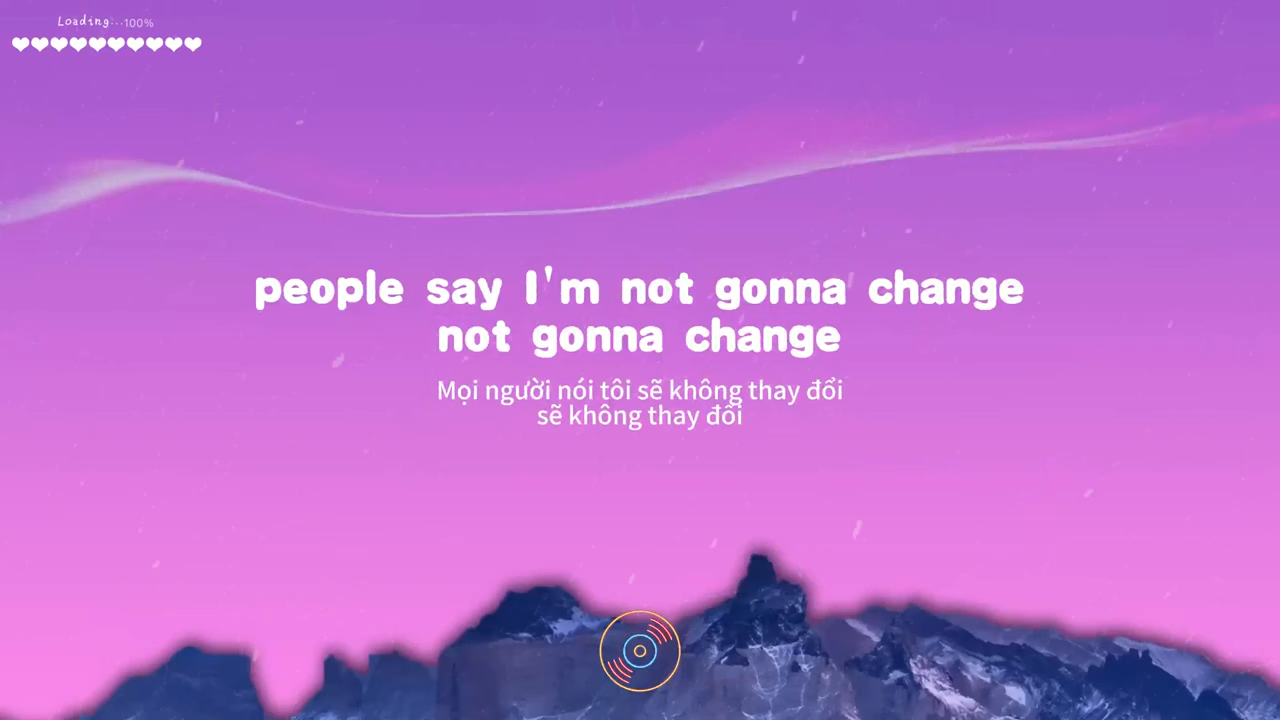 Loading...100%
people say I'm not gonna change
not gonna change
Mọi người nói tôi sẽ không thay đổi
sẽ không thay đổi